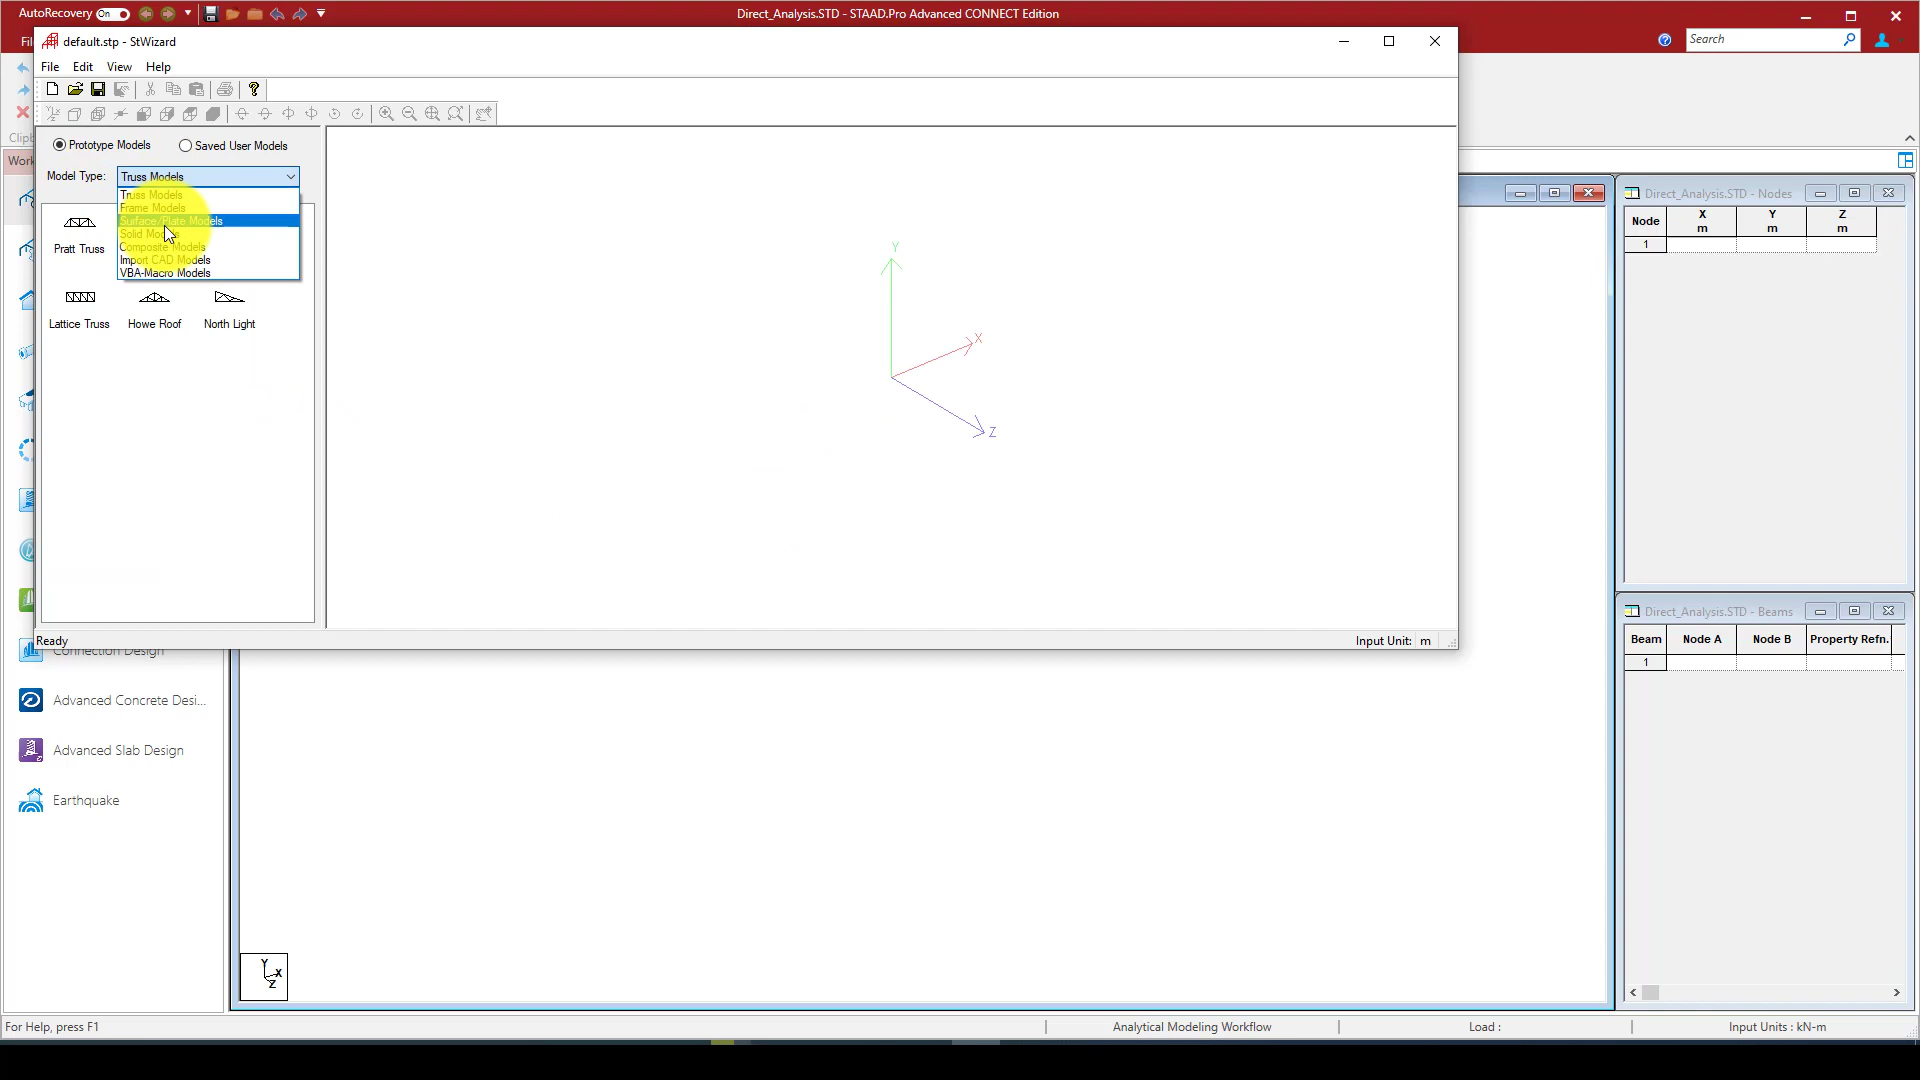 AutoRecovery On
Direct_Analysis.STD - STAAD.Pro Advanced CONNECT Edition
Search
default.stp - StWizard
File Edit View Help
Prototype Models Saved User Models
Model Type: Truss Models
Truss Models
Frame Models
Surface/Plate Models
Composite Models
Import CAD Models
VBA-Macro Models
Pratt Truss
Lattice Truss Howe Roof North Light
Y
X
Z
Ready
Input Unit: m
Direct_Analysis.STD - Nodes
Node X m Y m Z m
1
Direct_Analysis.STD - Beams
Beam Node A Node B Property Refn.
1
Connection Design
Advanced Concrete Desi...
Advanced Slab Design
Earthquake
Y
X
Z
For Help, press F1
Analytical Modeling Workflow
Load :
Input Units : kN-m